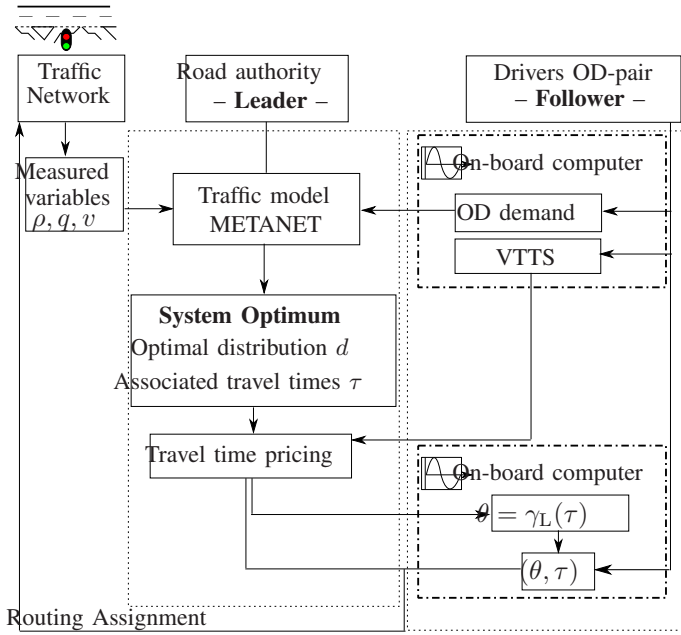 Traffic
Network
Road authority
– Leader –
Drivers OD-pair
– Follower –
Measured
variables
ρ, q, v
Traffic model
METANET
On-board computer
OD demand
VTTS
System Optimum
Optimal distribution d
Associated travel times τ
Travel time pricing
On-board computer
θ = γ_L(τ)
(θ, τ)
Routing Assignment